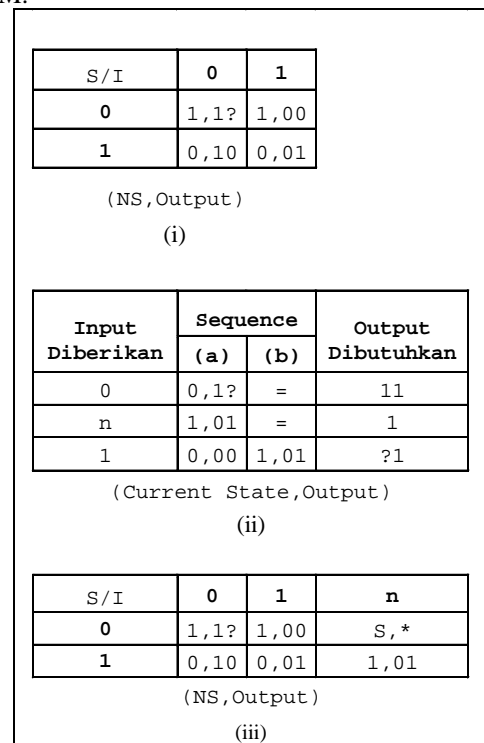 S/I 0 1
0 1,1? 1,00
1 0,10 0,01
(NS,Output)
(i)
Input Diberikan Sequence Output Dibutuhkan
(a) (b)
0 0,1? = 11
n 1,01 = 1
1 0,00 1,01 ?1
(Current State,Output)
(ii)
S/I 0 1 n
0 1,1? 1,00 S,*
1 0,10 0,01 1,01
(NS,Output)
(iii)